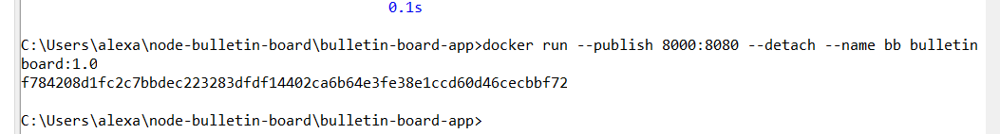 0.1s
C:\Users\alexa\node-bulletin-board\bulletin-board-app>docker run --publish 8000:8080 --detach --name bb bulletin
board:1.0
f784208d1fc2c7bbdec223283dfdf14402ca6b64e3fe38e1ccd60d46cecbbf72
C:\Users\alexa\node-bulletin-board\bulletin-board-app>